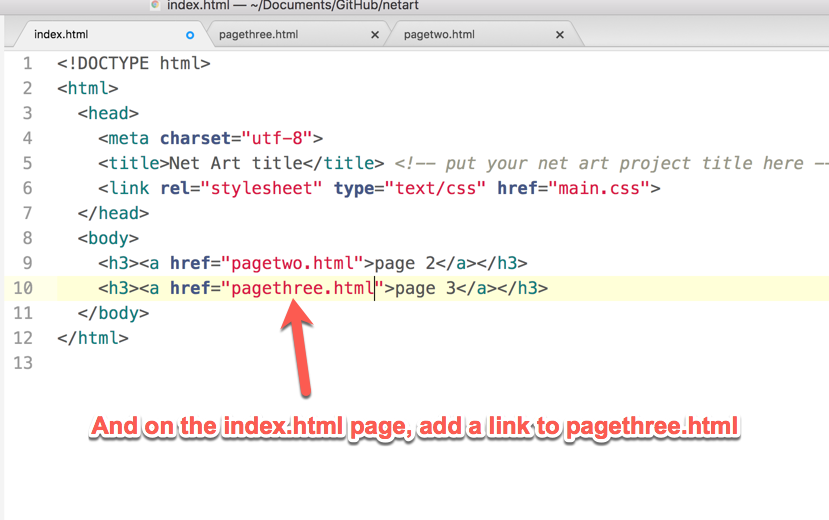 index.html — ~/Documents/GitHub/netart
index.html pagethree.html × pagetwo.html ×
1 <!DOCTYPE html>
2 <html>
3 <head>
4 <meta charset="utf-8">
5 <title>Net Art title</title> <!-- put your net art project title here --
6 <link rel="stylesheet" type="text/css" href="main.css">
7 </head>
8 <body>
9 <h3><a href="pagetwo.html">page 2</a></h3>
10 <h3><a href="pagethree.html">page 3</a></h3>
11 </body>
12 </html>
13
And on the index.html page, add a link to pagethree.html